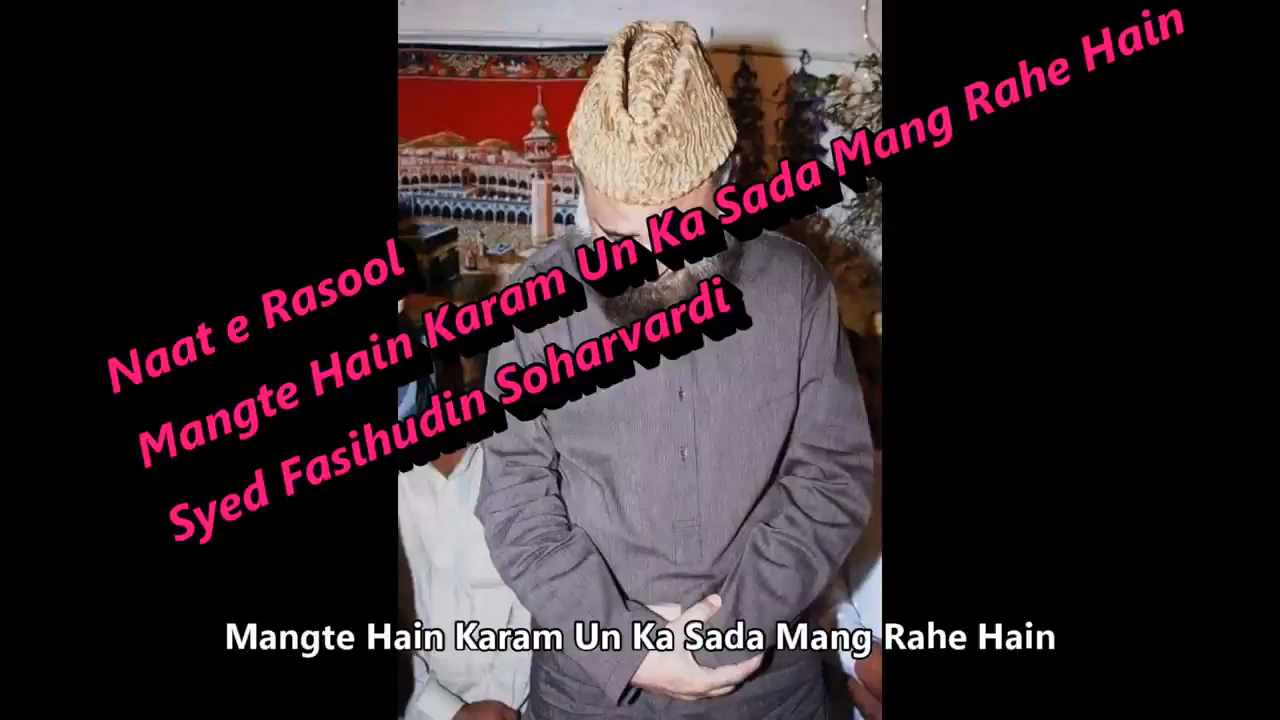 Naat e Rasool
Mangte Hain Karam Un Ka Sada Mang Rahe Hain
Syed Fasihudin Soharvardi
Mangte Hain Karam Un Ka Sada Mang Rahe Hain